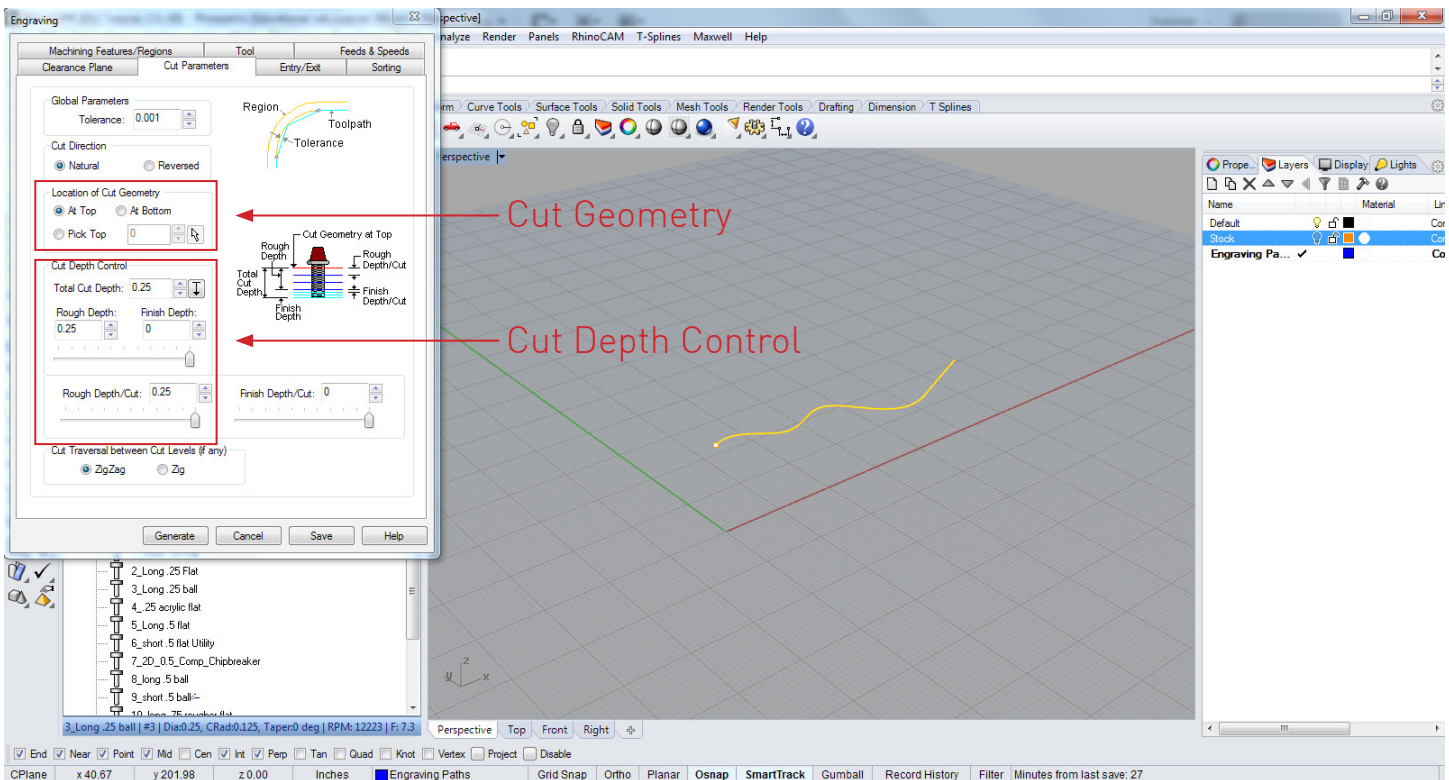 Engraving
spective]
Machining Features/Regions Tool Feeds & Speeds
Clearance Plane Cut Parameters Entry/Exit Sorting
Global Parameters
Tolerance: 0.001
Region
Toolpath
Tolerance
Cut Direction
Natural Reversed
Location of Cut Geometry
At Top At Bottom
Pick Top 0
Cut Geometry at Top
Rough Depth
Rough Depth/Cut
Total Cut Depth
Finish Depth/Cut
Finish Depth
Cut Depth Control
Total Cut Depth: 0.25
Rough Depth: Finish Depth:
0.25 0
Rough Depth/Cut: 0.25 Finish Depth/Cut: 0
Cut Traversal between Cut Levels (if any)
ZigZag Zig
Generate Cancel Save Help
Cut Geometry
Cut Depth Control
nalyze Render Panels RhinoCAM T-Splines Maxwell Help
orm Curve Tools Surface Tools Solid Tools Mesh Tools Render Tools Drafting Dimension T Splines
erspective
z
y x
Prope... Layers Display Lights
Name Material Lin
Default Cor
Stock Cor
Engraving Pa... Co
2_Long .25 Flat
3_Long .25 ball
4_.25 acrylic flat
5_Long .5 flat
6_short .5 flat Utility
7_2D_0.5_Comp_Chipbreaker
8_long .5 ball
9_short .5 ball
10_long .75 rougher flat
3_Long .25 ball | #3 | Dia:0.25, CRad:0.125, Taper:0 deg | RPM: 12223 | F: 7.3
Perspective Top Front Right
End Near Point Mid Cen Int Perp Tan Quad Knot Vertex Project Disable
CPlane x 40.67 y 201.98 z 0.00 Inches Engraving Paths Grid Snap Ortho Planar Osnap SmartTrack Gumball Record History Filter Minutes from last save: 27